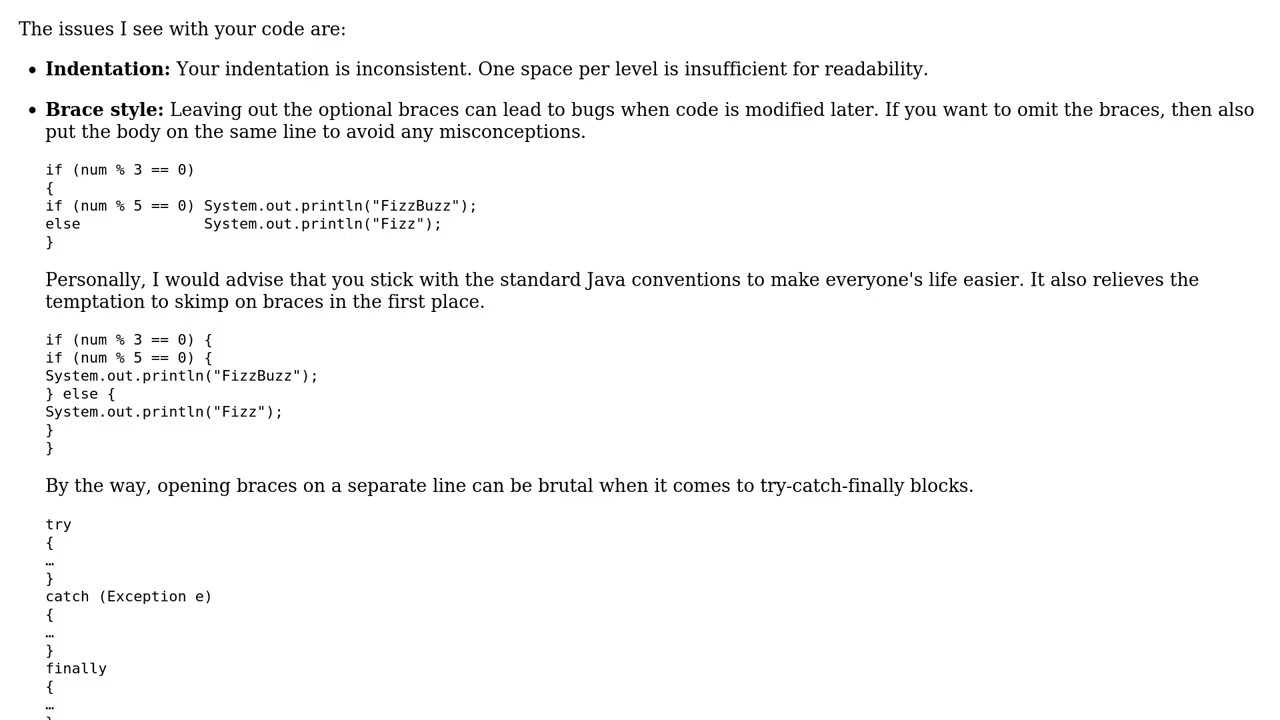 The issues I see with your code are:
• Indentation: Your indentation is inconsistent. One space per level is insufficient for readability.
• Brace style: Leaving out the optional braces can lead to bugs when code is modified later. If you want to omit the braces, then also
put the body on the same line to avoid any misconceptions.
if (num % 3 == 0)
{
if (num % 5 == 0) System.out.println("FizzBuzz");
else              System.out.println("Fizz");
}
Personally, I would advise that you stick with the standard Java conventions to make everyone's life easier. It also relieves the
temptation to skimp on braces in the first place.
if (num % 3 == 0) {
if (num % 5 == 0) {
System.out.println("FizzBuzz");
} else {
System.out.println("Fizz");
}
}
By the way, opening braces on a separate line can be brutal when it comes to try-catch-finally blocks.
try
{
…
}
catch (Exception e)
{
…
}
finally
{
…
}